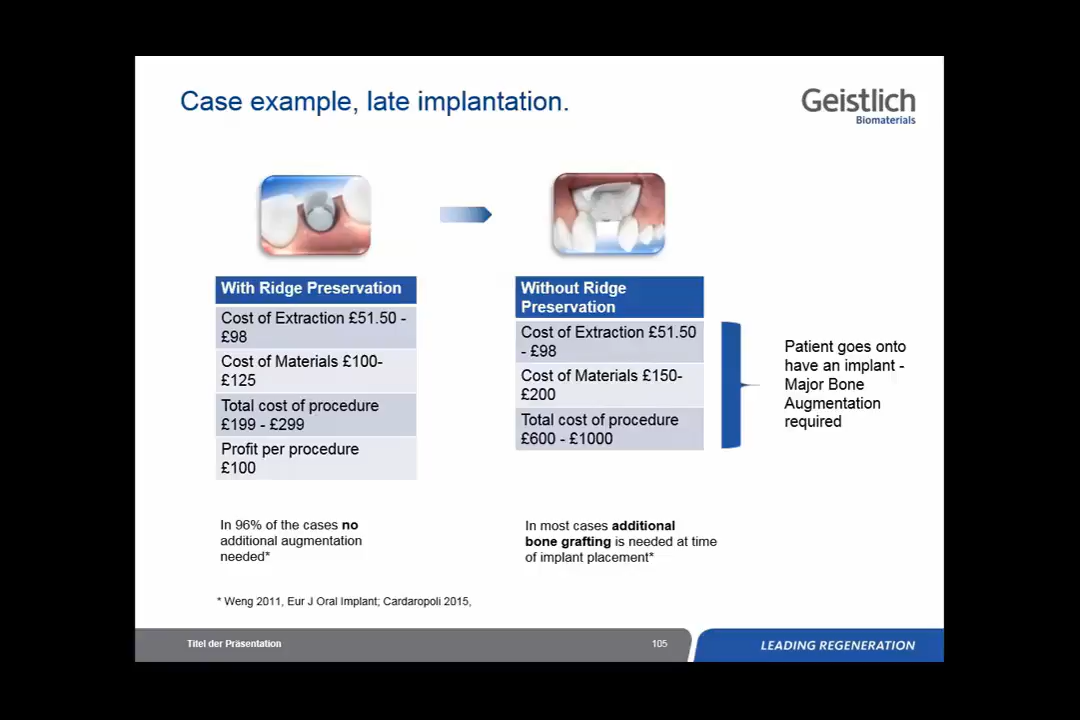 Case example, late implantation.
Geistlich
Biomaterials
With Ridge Preservation
Cost of Extraction £51.50 -
£98
Cost of Materials £100-
£125
Total cost of procedure
£199 - £299
Profit per procedure
£100
Without Ridge
Preservation
Cost of Extraction £51.50
- £98
Cost of Materials £150-
£200
Total cost of procedure
£600 - £1000
Patient goes onto
have an implant -
Major Bone
Augmentation
required
In 96% of the cases no
additional augmentation
needed*
In most cases additional
bone grafting is needed at time
of implant placement*
* Weng 2011, Eur J Oral Implant; Cardaropoli 2015,
Titel der Präsentation
105
LEADING REGENERATION